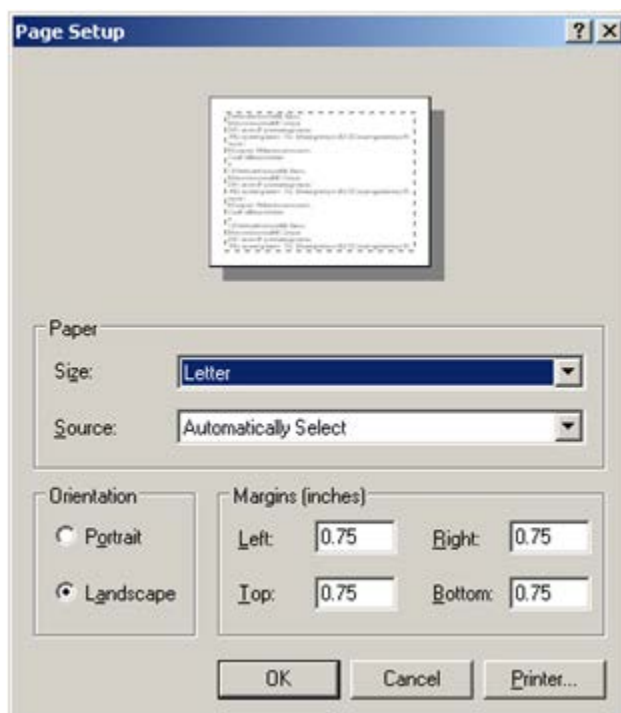 Page Setup
Paper
Size: Letter
Source: Automatically Select
Orientation
Portrait
Landscape
Margins (inches)
Left: 0.75 Right: 0.75
Top: 0.75 Bottom: 0.75
OK Cancel Printer...